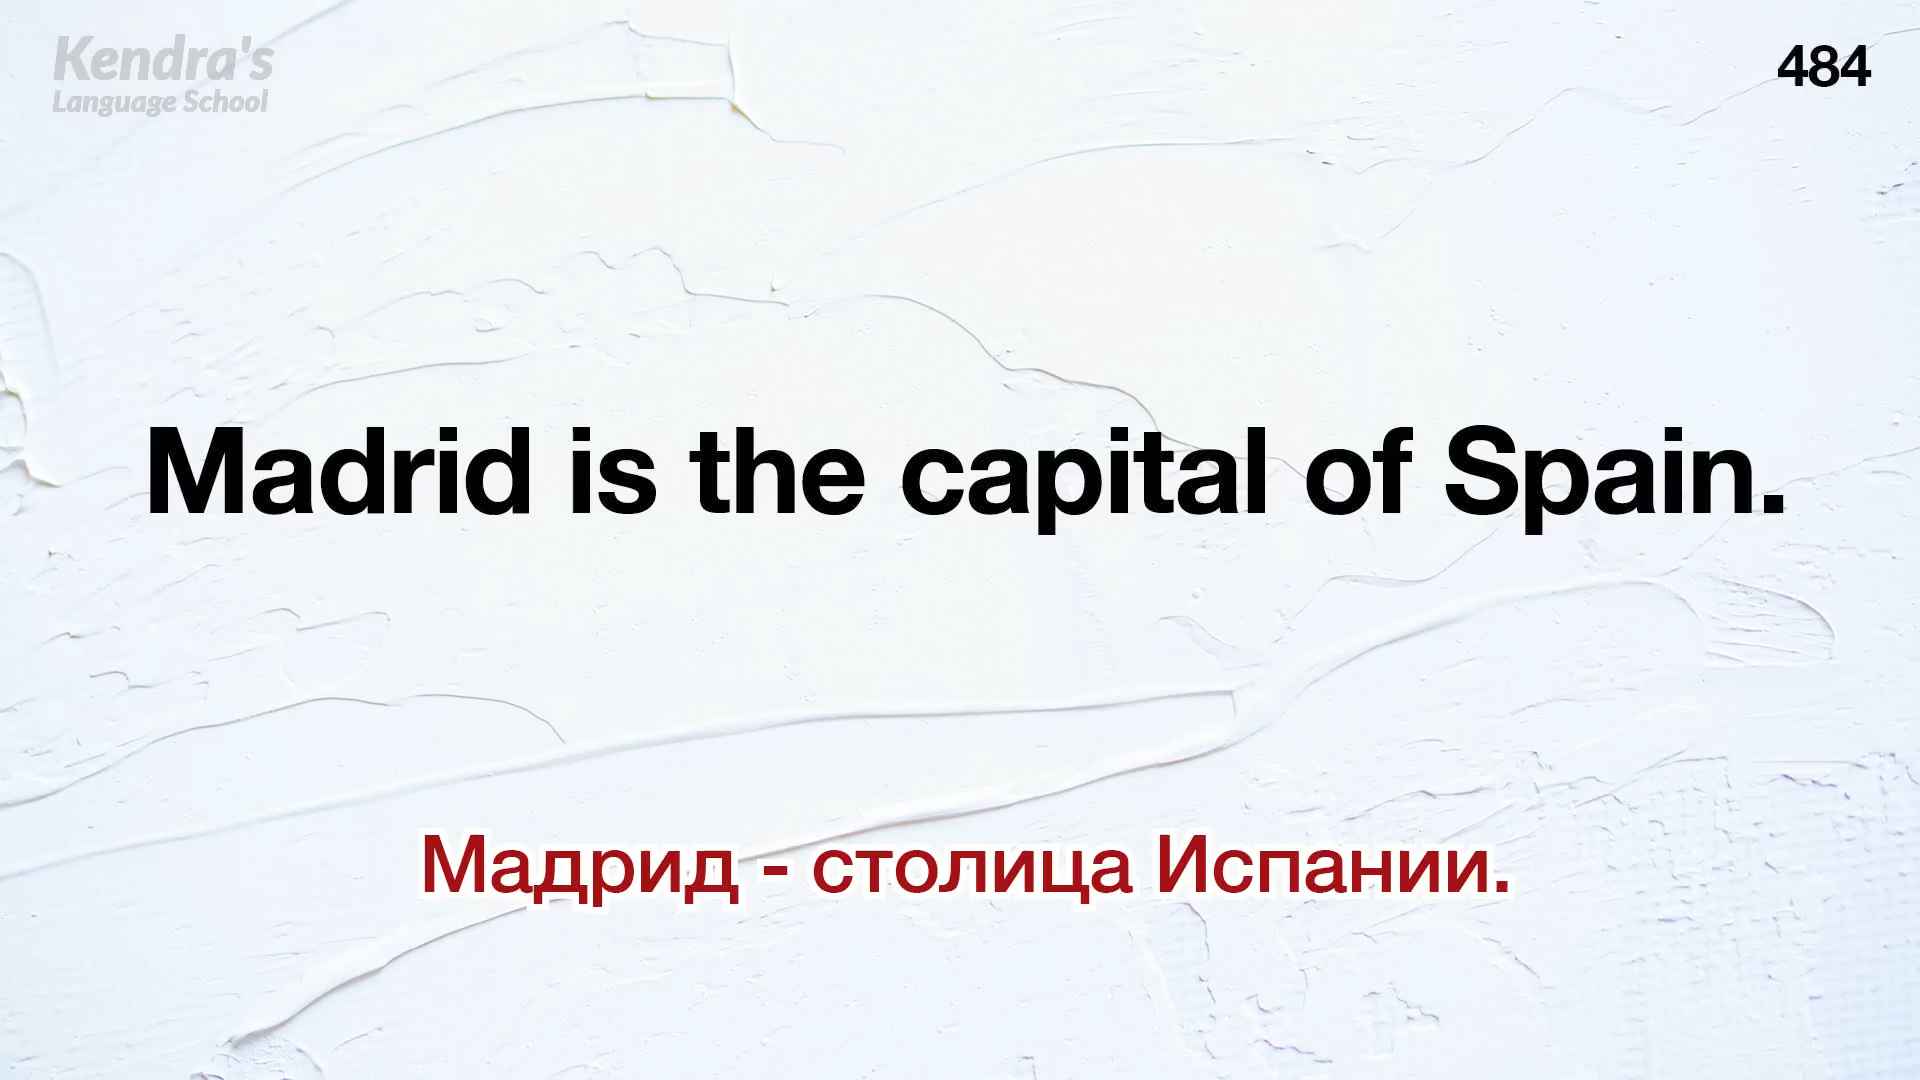 Kendra's
Language School
484
Madrid is the capital of Spain.
Мадрид - столица Испании.